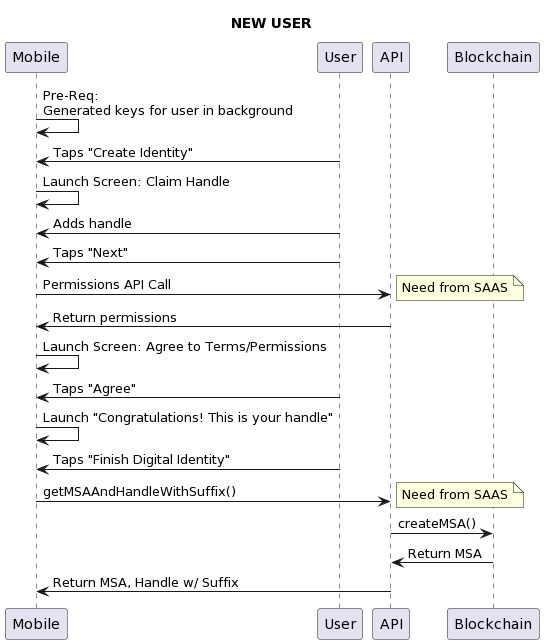 NEW USER
Mobile User API Blockchain
Pre-Req:
Generated keys for user in background
Taps "Create Identity"
Launch Screen: Claim Handle
Adds handle
Taps "Next"
Permissions API Call
Need from SAAS
Return permissions
Launch Screen: Agree to Terms/Permissions
Taps "Agree"
Launch "Congratulations! This is your handle"
Taps "Finish Digital Identity"
getMSAAndHandleWithSuffix()
Need from SAAS
createMSA()
Return MSA
Return MSA, Handle w/ Suffix
Mobile User API Blockchain